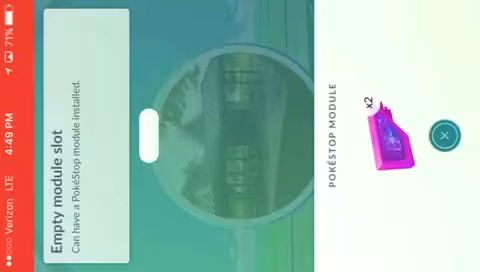 ●●○○○ Verizon LTE 4:49 PM 71%
Empty module slot
Can have a PokéStop module installed.
POKÉSTOP MODULE
x2